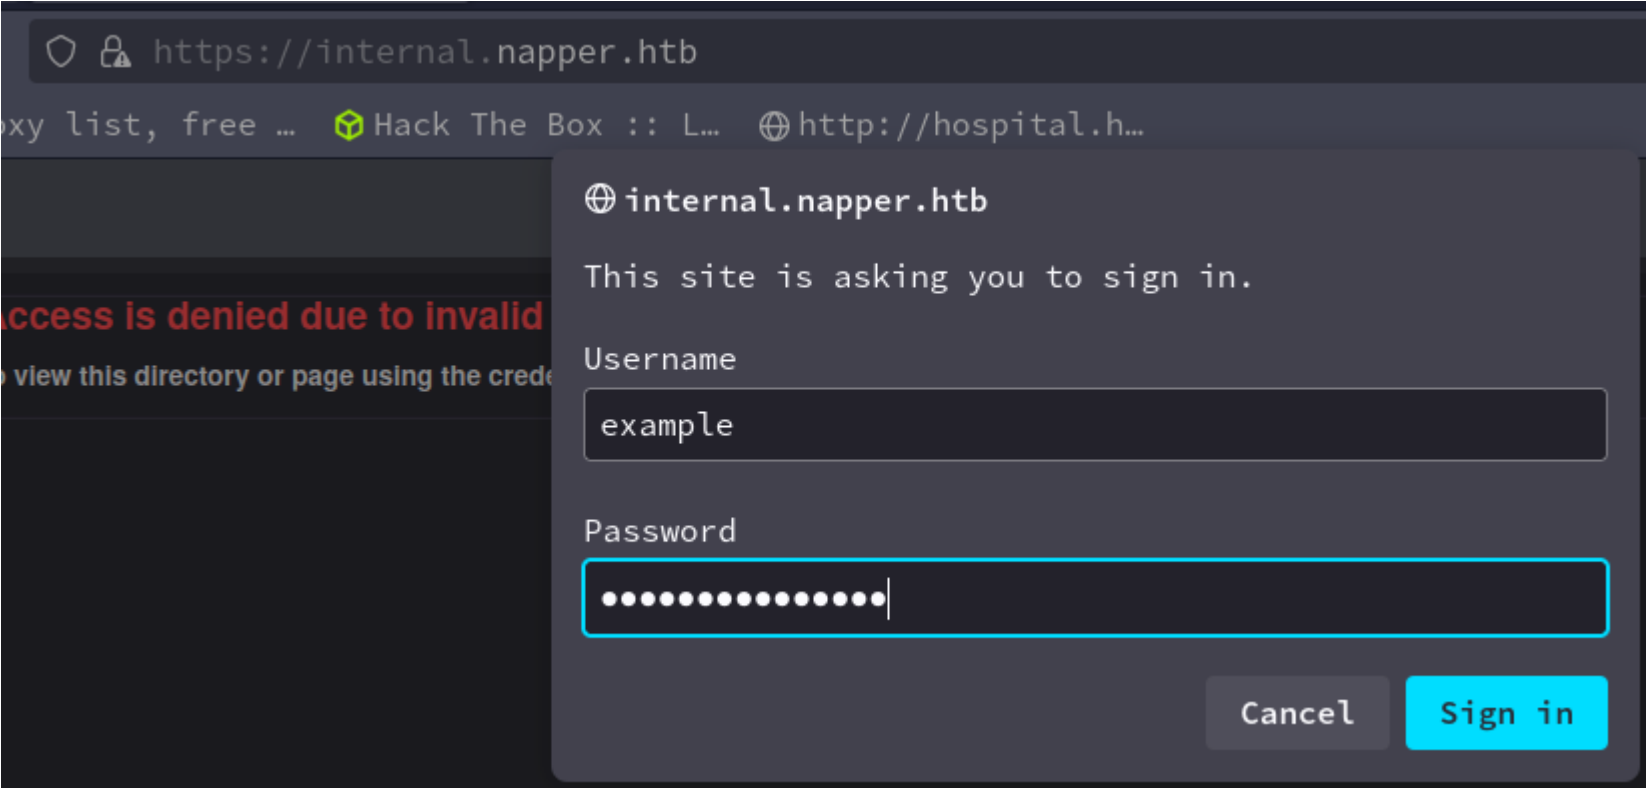 https://internal.napper.htb
oxy list, free … Hack The Box :: L… http://hospital.h…
internal.napper.htb
This site is asking you to sign in.
Access is denied due to invalid
view this directory or page using the crede
Username
example
Password
●●●●●●●●●●●●●●●
Cancel Sign in